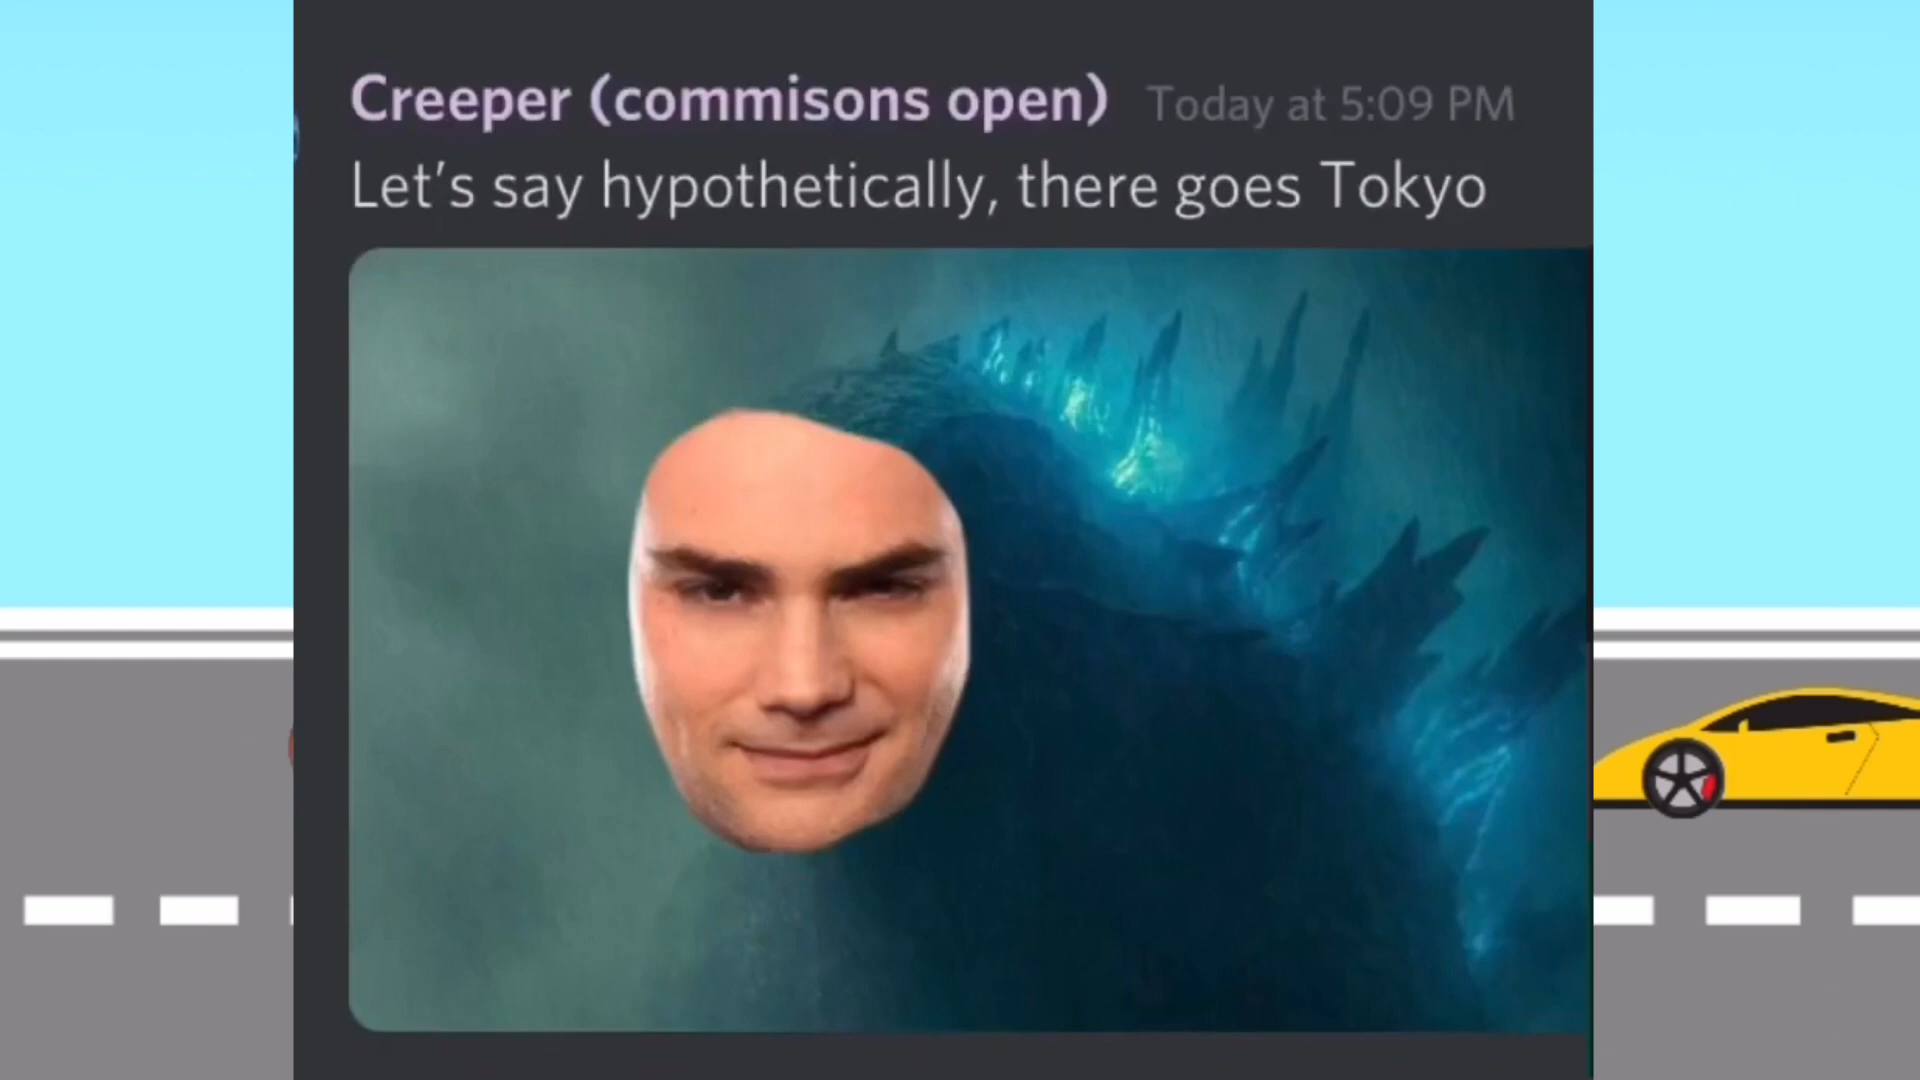 Creeper (commisons open) Today at 5:09 PM
Let's say hypothetically, there goes Tokyo